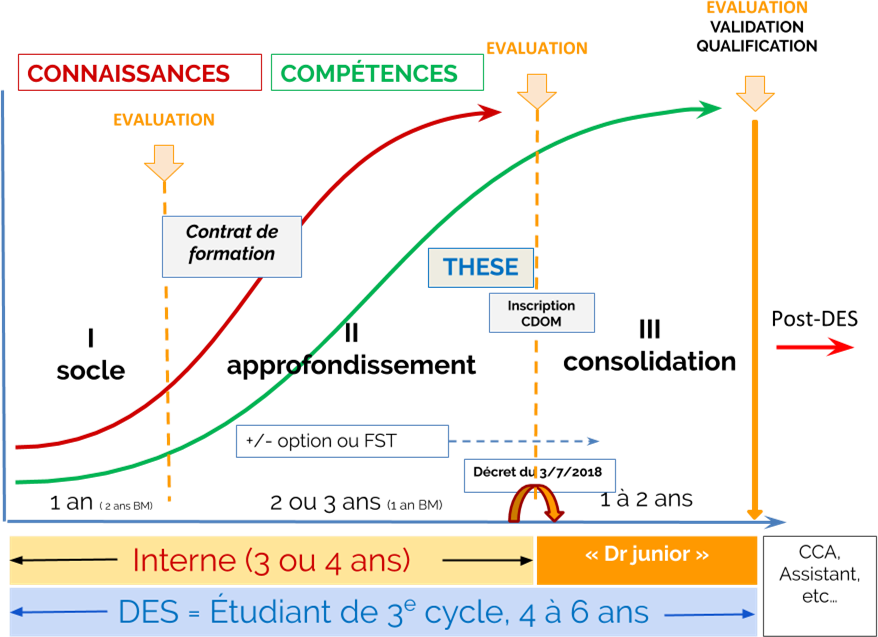 EVALUATION
VALIDATION
QUALIFICATION
EVALUATION
CONNAISSANCES
COMPÉTENCES
EVALUATION
Contrat de
formation
THESE
Inscription
CDOM
Post-DES
I
socle
II
approfondissement
III
consolidation
+/- option ou FST
Décret du 3/7/2018
1 an ( 2 ans BM)
2 ou 3 ans (1 an BM)
1 à 2 ans
Interne (3 ou 4 ans)
« Dr junior »
CCA,
Assistant,
etc…
DES = Étudiant de 3e cycle, 4 à 6 ans